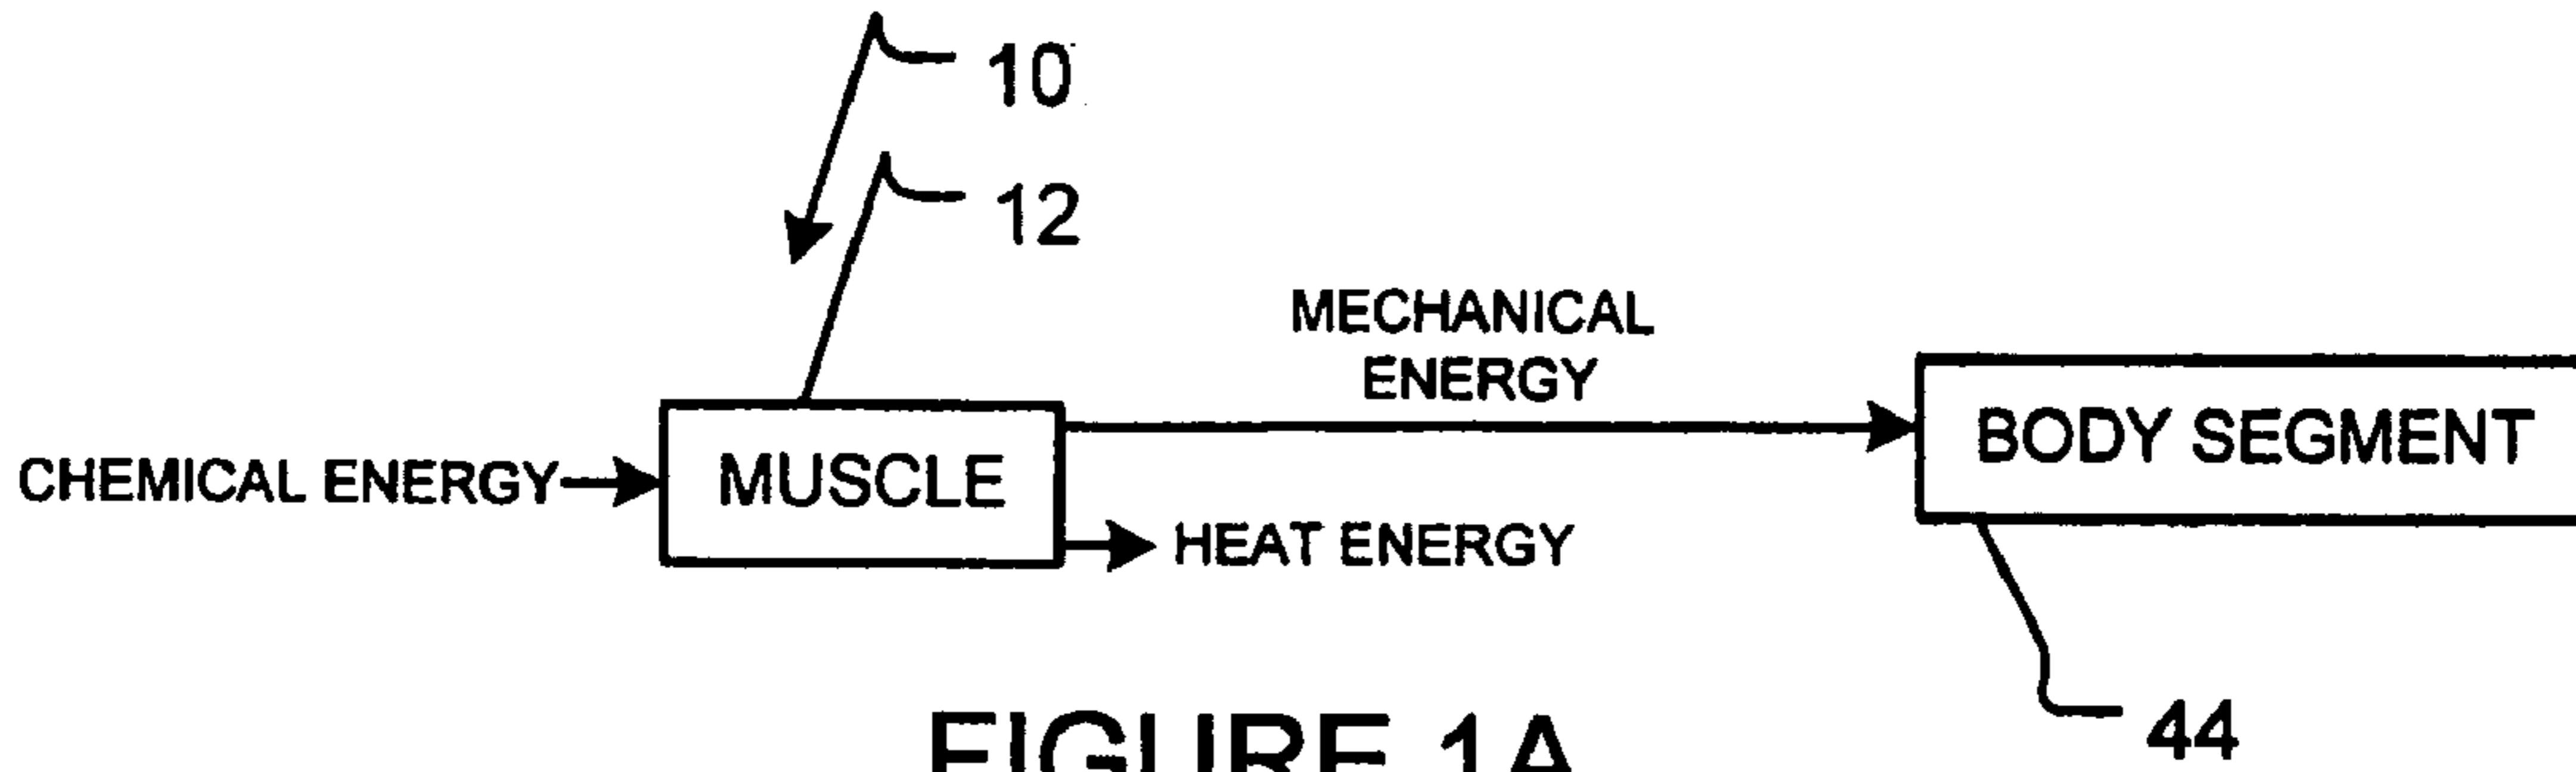 10
12
MECHANICAL
ENERGY
BODY SEGMENT
CHEMICAL ENERGY
MUSCLE
HEAT ENERGY
44
FIGURE 1A